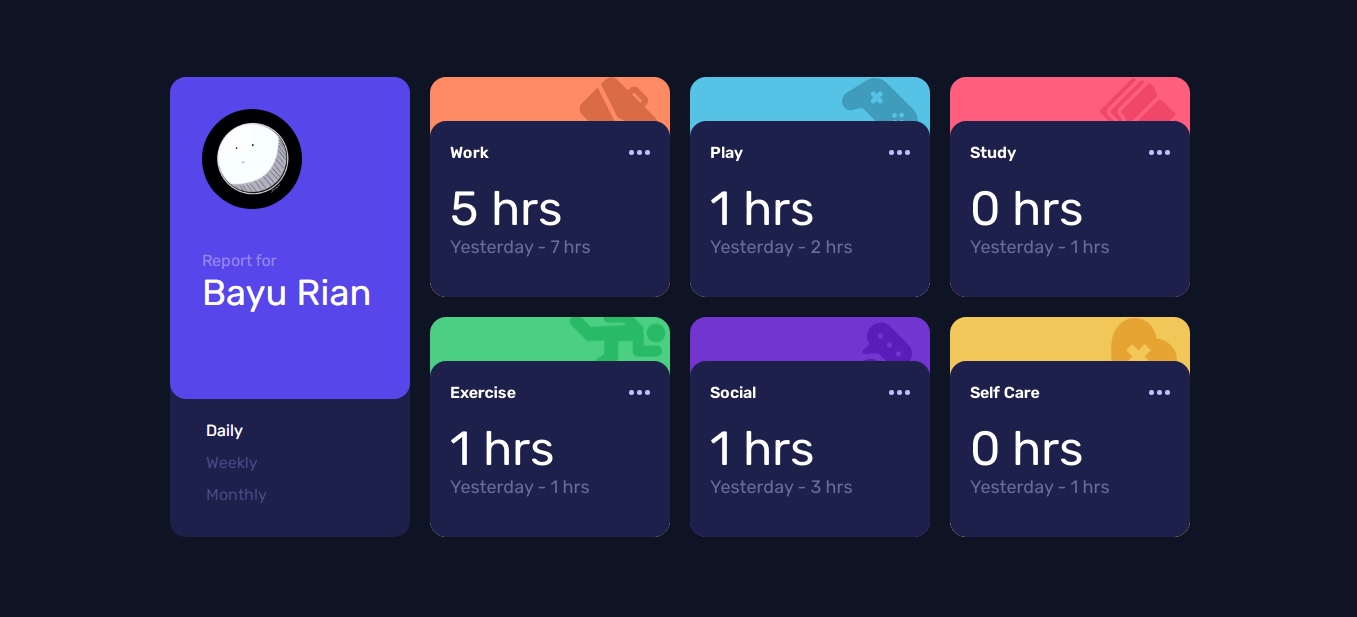 Report for
Bayu Rian
Daily
Weekly
Monthly
Work
5 hrs
Yesterday - 7 hrs
Play
1 hrs
Yesterday - 2 hrs
Study
0 hrs
Yesterday - 1 hrs
Exercise
1 hrs
Yesterday - 1 hrs
Social
1 hrs
Yesterday - 3 hrs
Self Care
0 hrs
Yesterday - 1 hrs